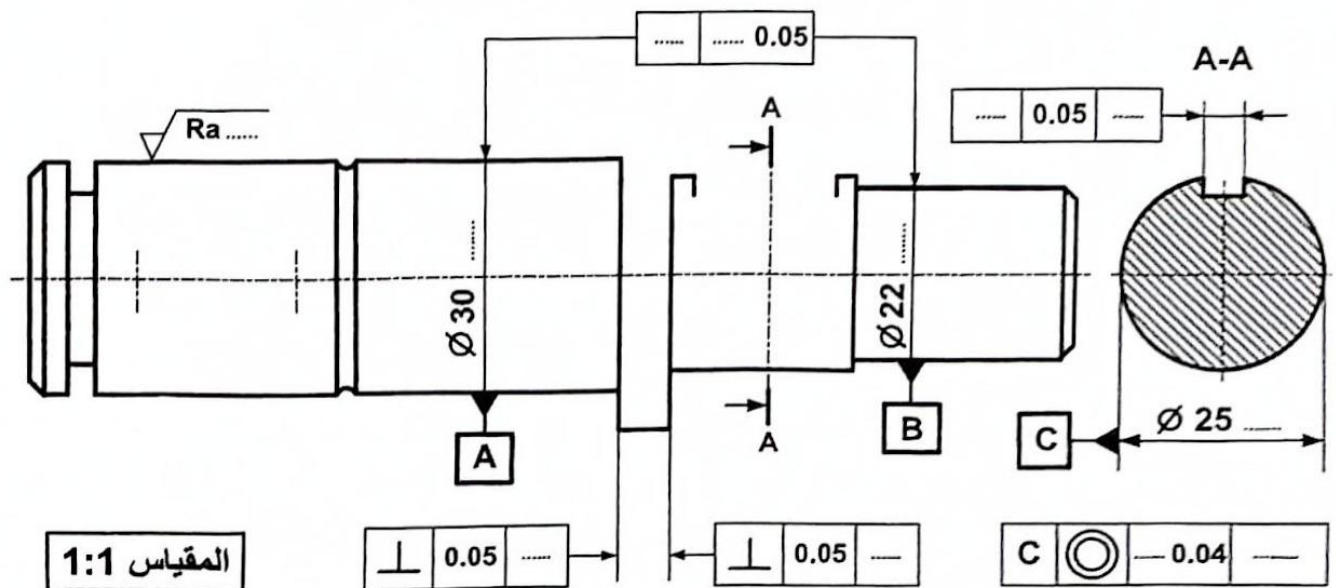 ...... ...... 0.05
A-A
...... 0.05 ......
Ra ......
A
Ø 30 ........
Ø 22 ........
A
B
C
Ø 25 ......
A
المقياس 1:1
⊥ 0.05 ......
⊥ 0.05 ......
C ◎ ...... 0.04 ......